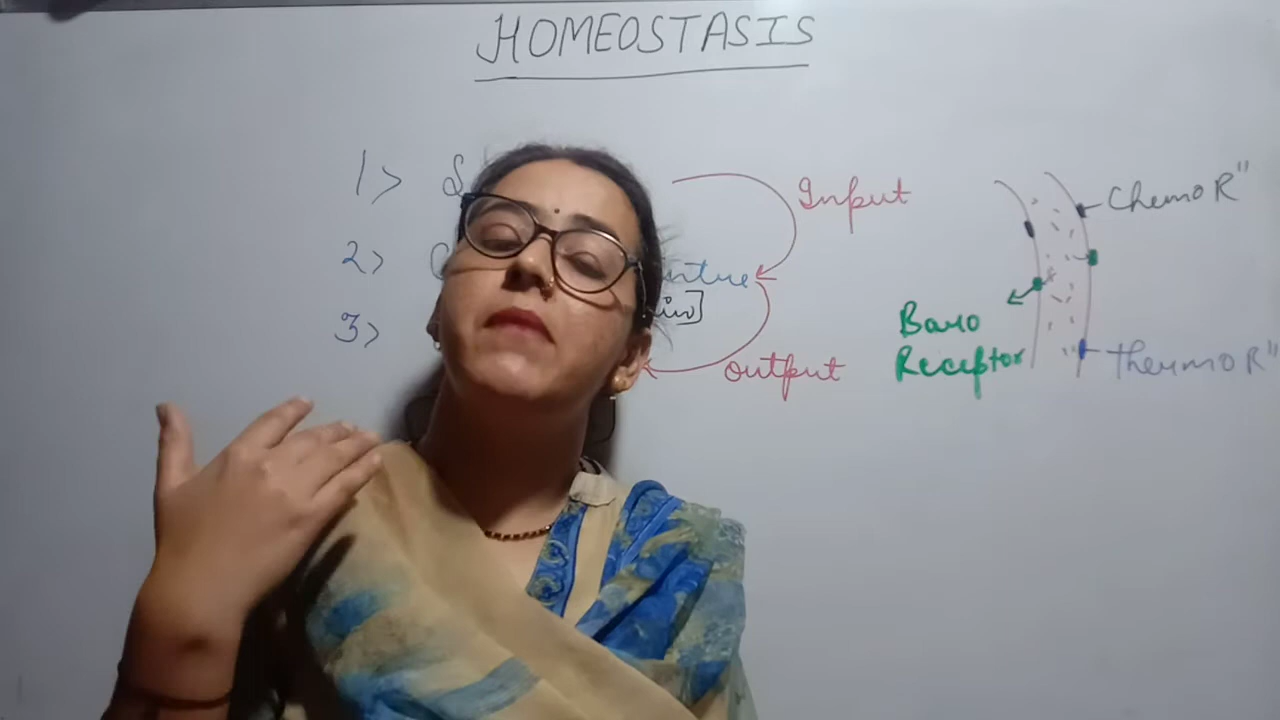 HOMEOSTASIS
1>
Input
2>
3>
output
Chemo R"
Baro
Receptor
thermo R"